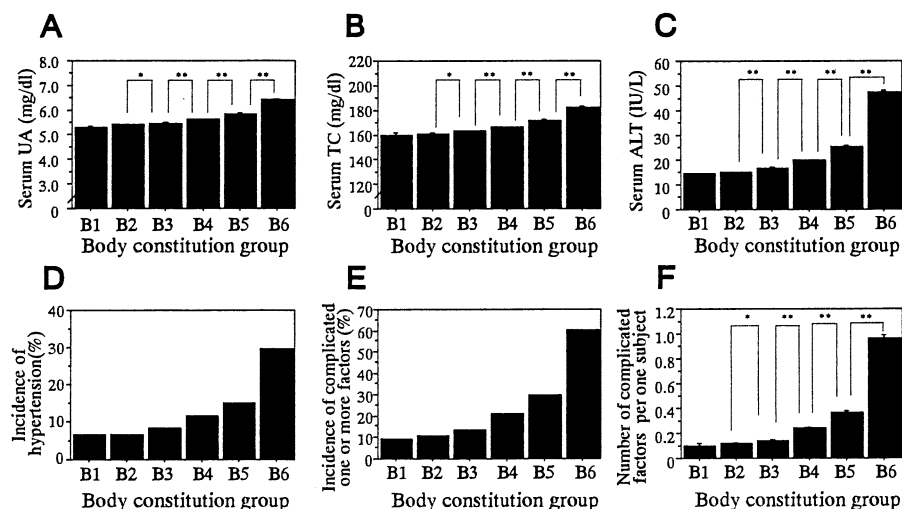 A
Serum UA (mg/dl)
8.0
7.0
6.0
5.0
4.0
3.0
0
* ** ** **
B1 B2 B3 B4 B5 B6
Body constitution group
B
Serum TC (mg/dl)
220
200
180
160
140
120
0
* ** ** **
B1 B2 B3 B4 B5 B6
Body constitution group
C
Serum ALT (IU/L)
60
50
40
30
20
10
0
** ** ** **
B1 B2 B3 B4 B5 B6
Body constitution group
D
Incidence of
hypertension(%)
40
30
20
10
0
B1 B2 B3 B4 B5 B6
Body constitution group
E
Incidence of complicated
one or more factors (%)
70
60
50
40
30
20
10
0
B1 B2 B3 B4 B5 B6
Body constitution group
F
Number of complicated
factors per one subject
1.2
1.0
0.8
0.6
0.4
0.2
0
* ** ** **
B1 B2 B3 B4 B5 B6
Body constitution group